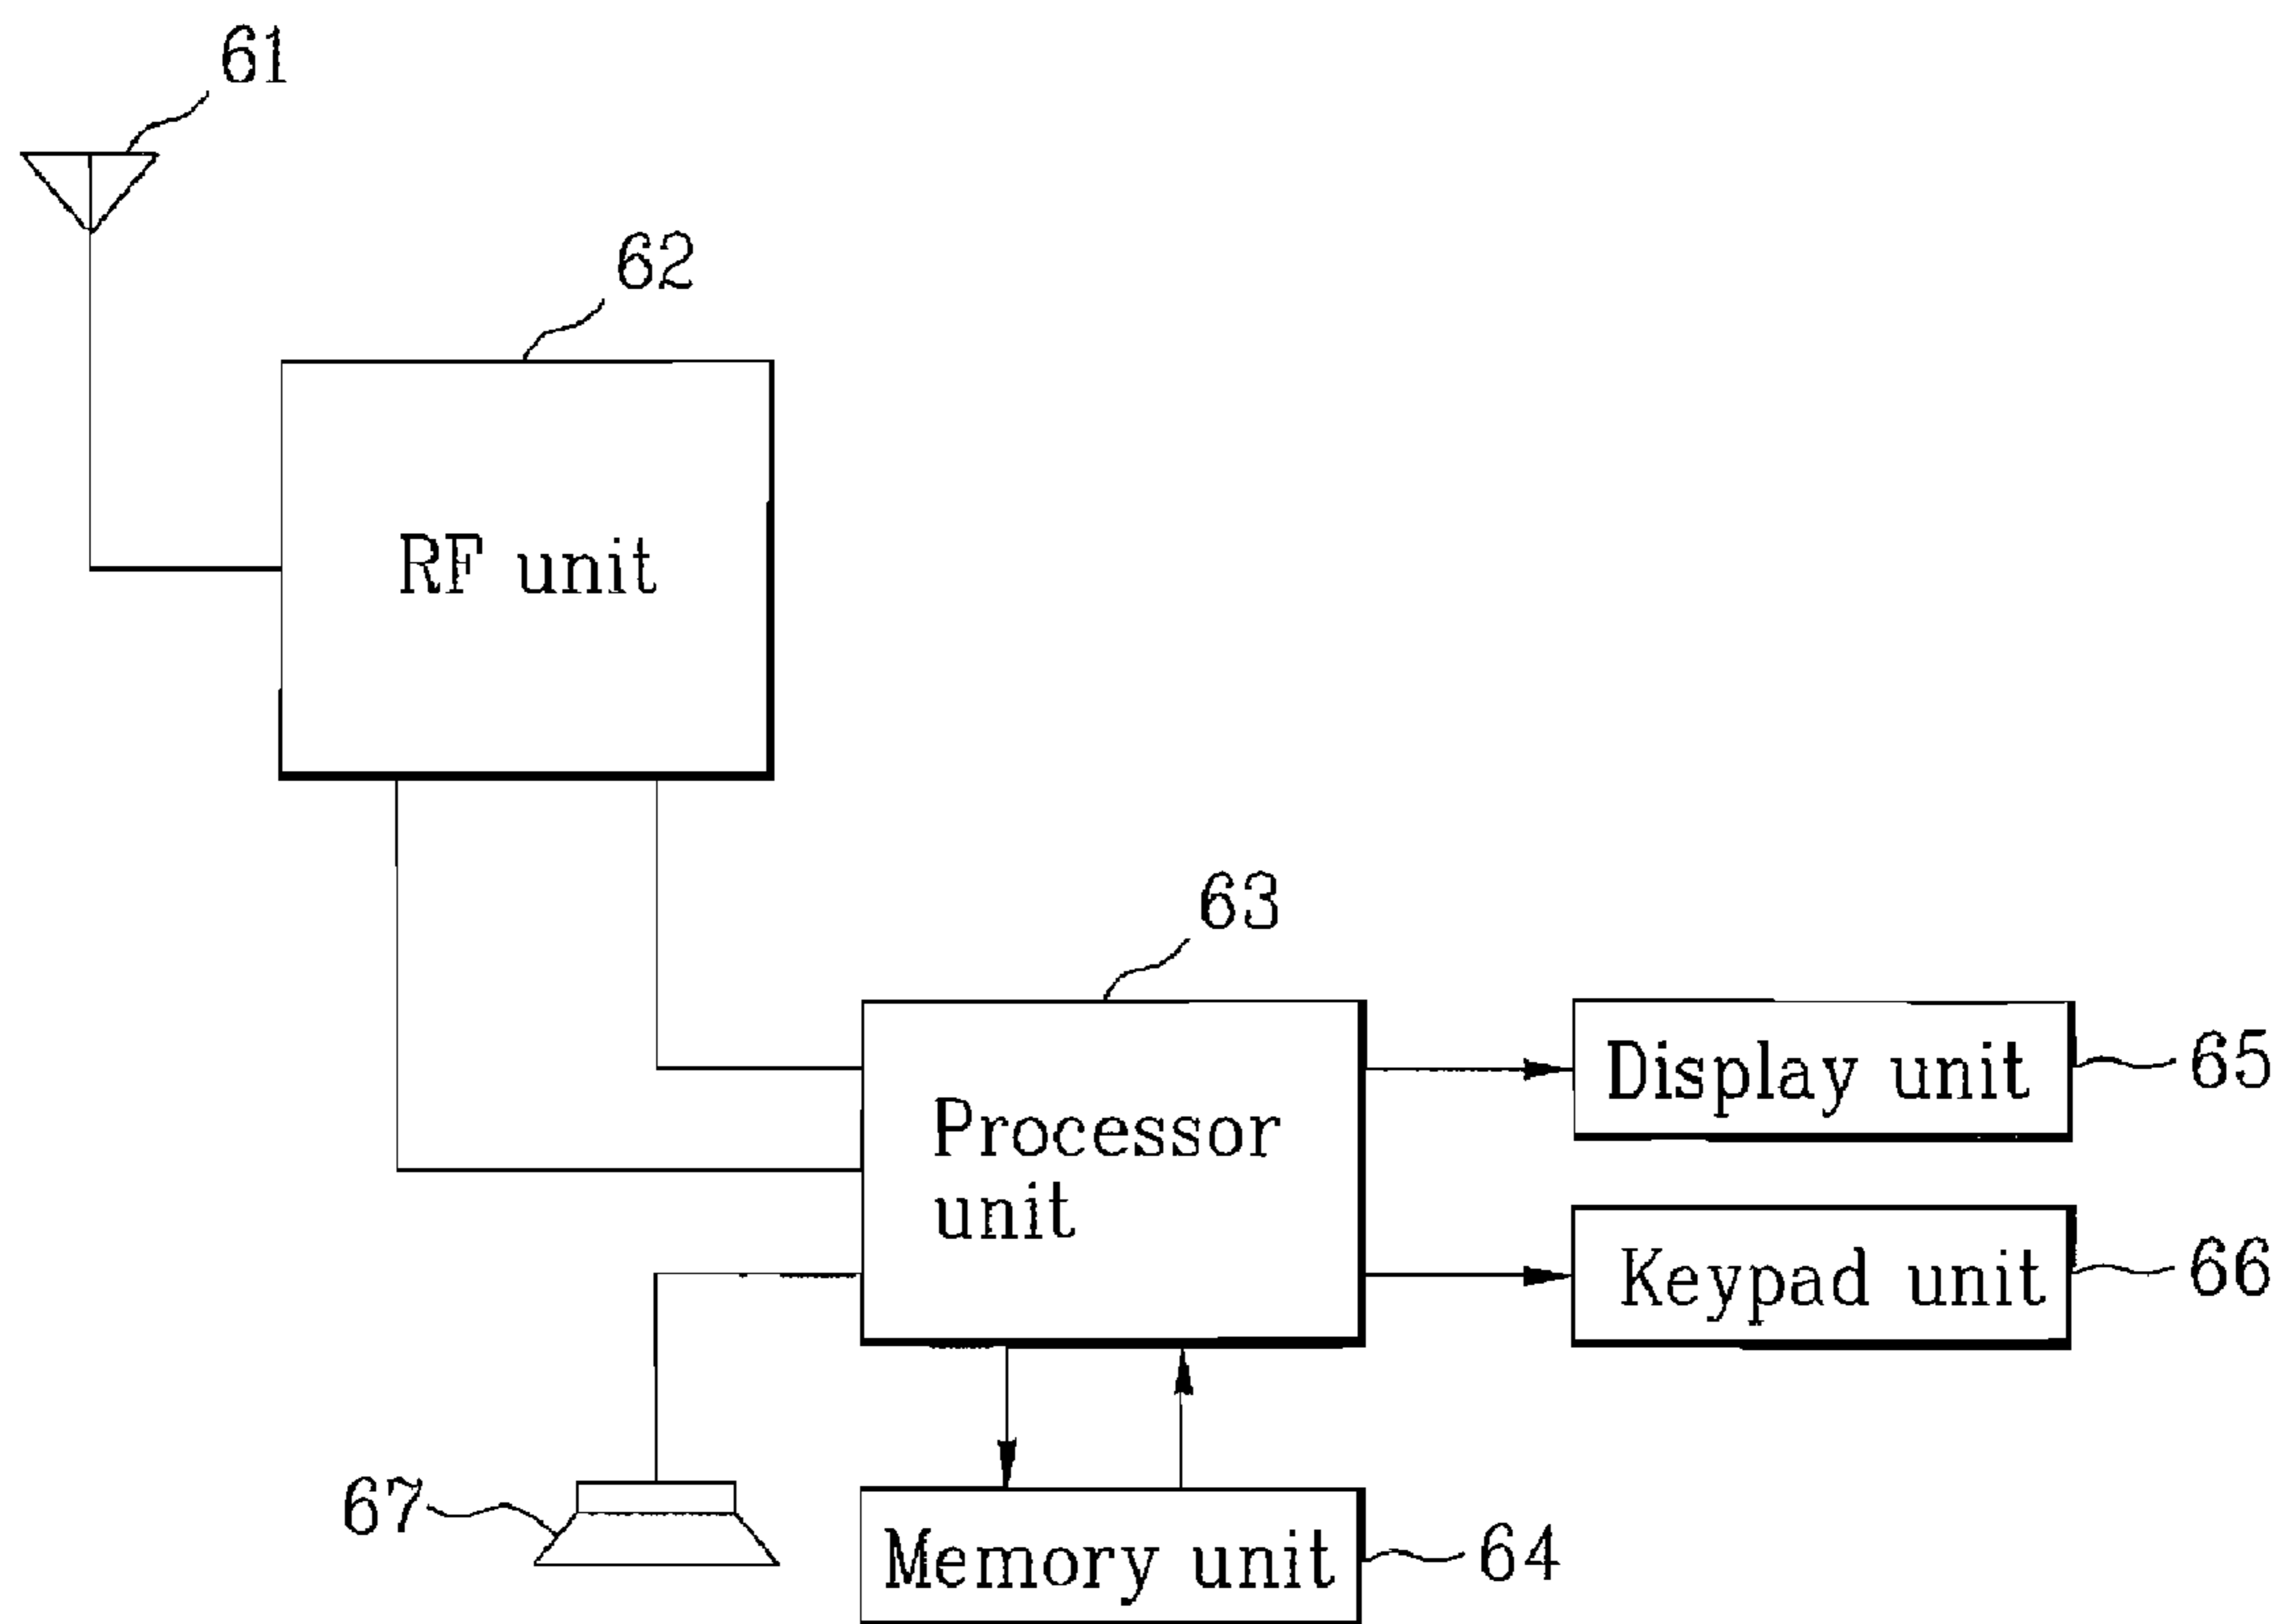 61
62
RF unit
63
Processor
unit
Display unit
65
Keypad unit
66
67
Memory unit
64